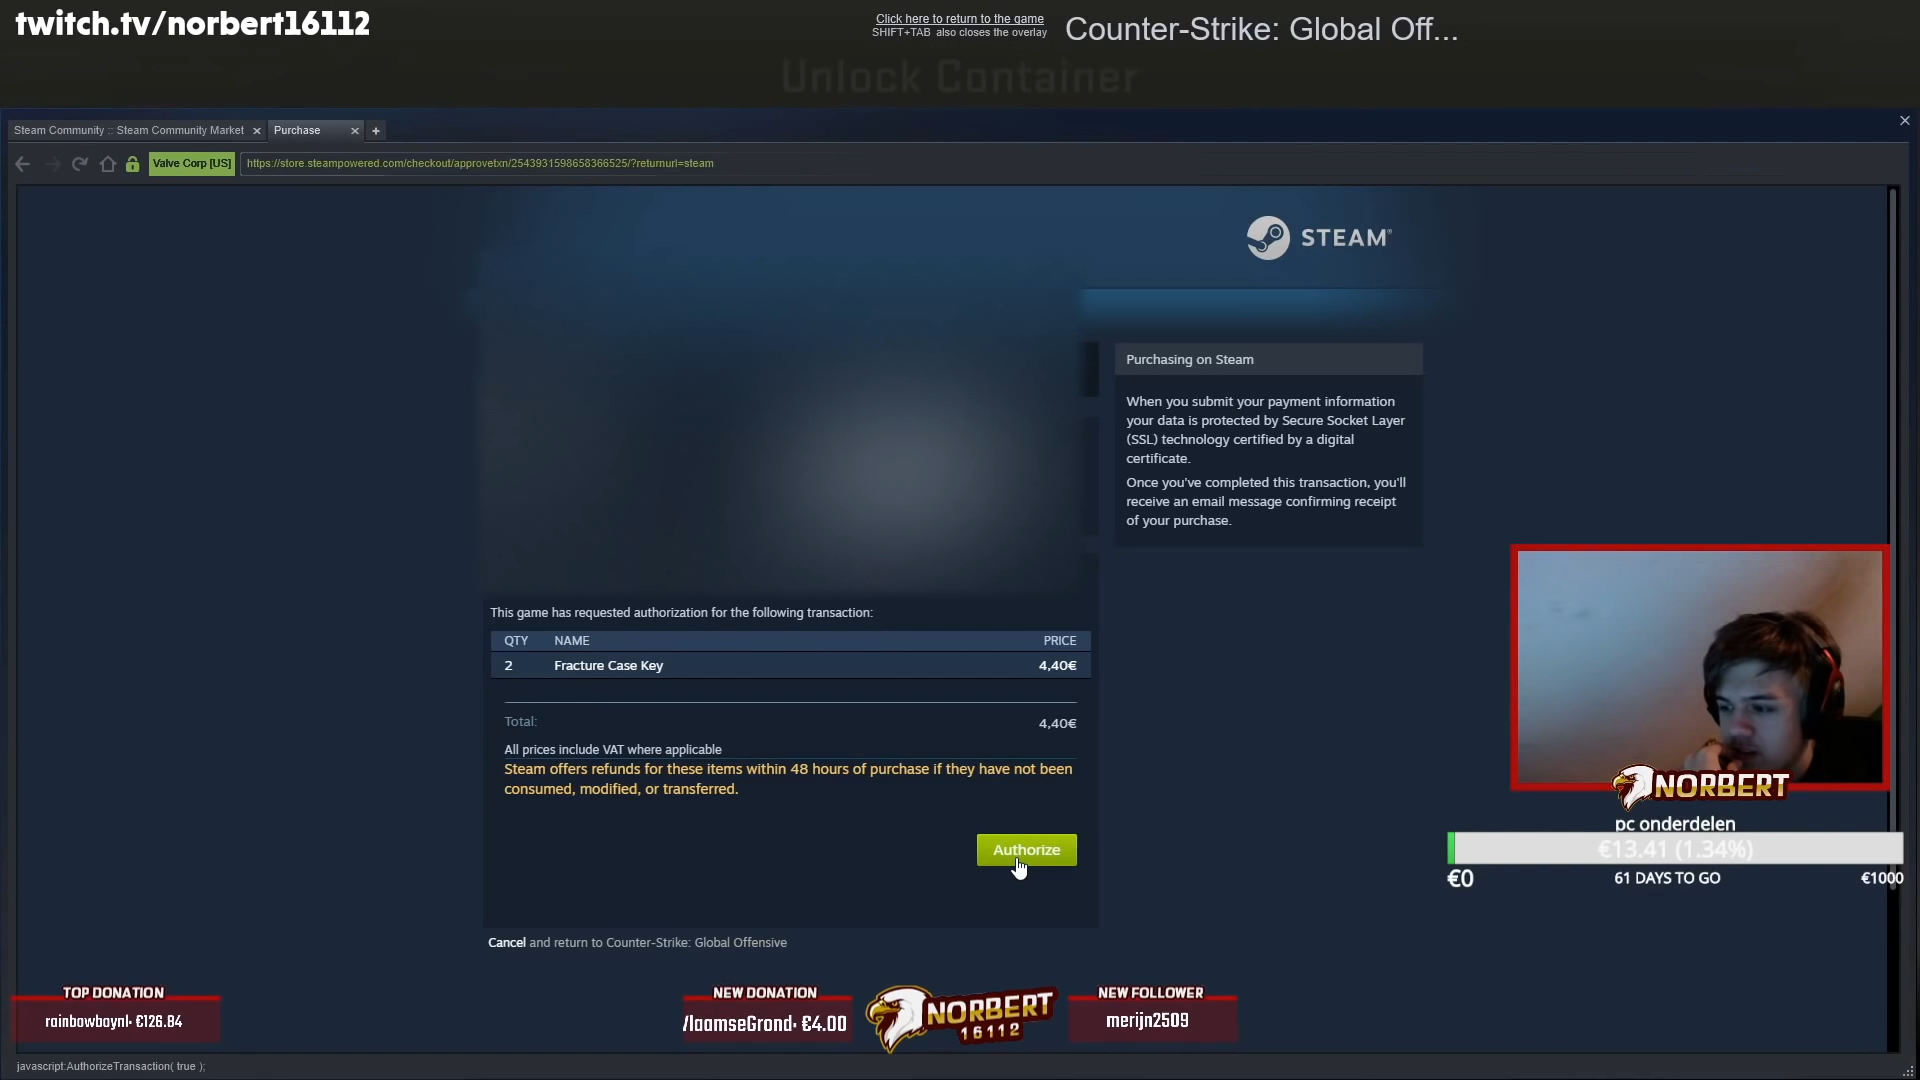 twitch.tv/norbert16112
Click here to return to the game
SHIFT+TAB also closes the overlay
Counter-Strike: Global Off...
Unlock Container
Steam Community :: Steam Community Market
Purchase
Valve Corp [US]
https://store.steampowered.com/checkout/approvetxn/2543931598658366525/?returnurl=steam
STEAM
Purchasing on Steam
When you submit your payment information
your data is protected by Secure Socket Layer
(SSL) technology certified by a digital
certificate.
Once you've completed this transaction, you'll
receive an email message confirming receipt
of your purchase.
This game has requested authorization for the following transaction:
QTY NAME PRICE
2 Fracture Case Key 4,40€
Total: 4,40€
All prices include VAT where applicable
Steam offers refunds for these items within 48 hours of purchase if they have not been
consumed, modified, or transferred.
Authorize
Cancel and return to Counter-Strike: Global Offensive
NORBERT
pc onderdelen
€13.41 (1.34%)
€0 61 DAYS TO GO €1000
TOP DONATION
rainbowboynl· €126.84
NEW DONATION
VlaamseGrond· €4.00
NORBERT
16112
NEW FOLLOWER
merijn2509
javascript:AuthorizeTransaction( true );